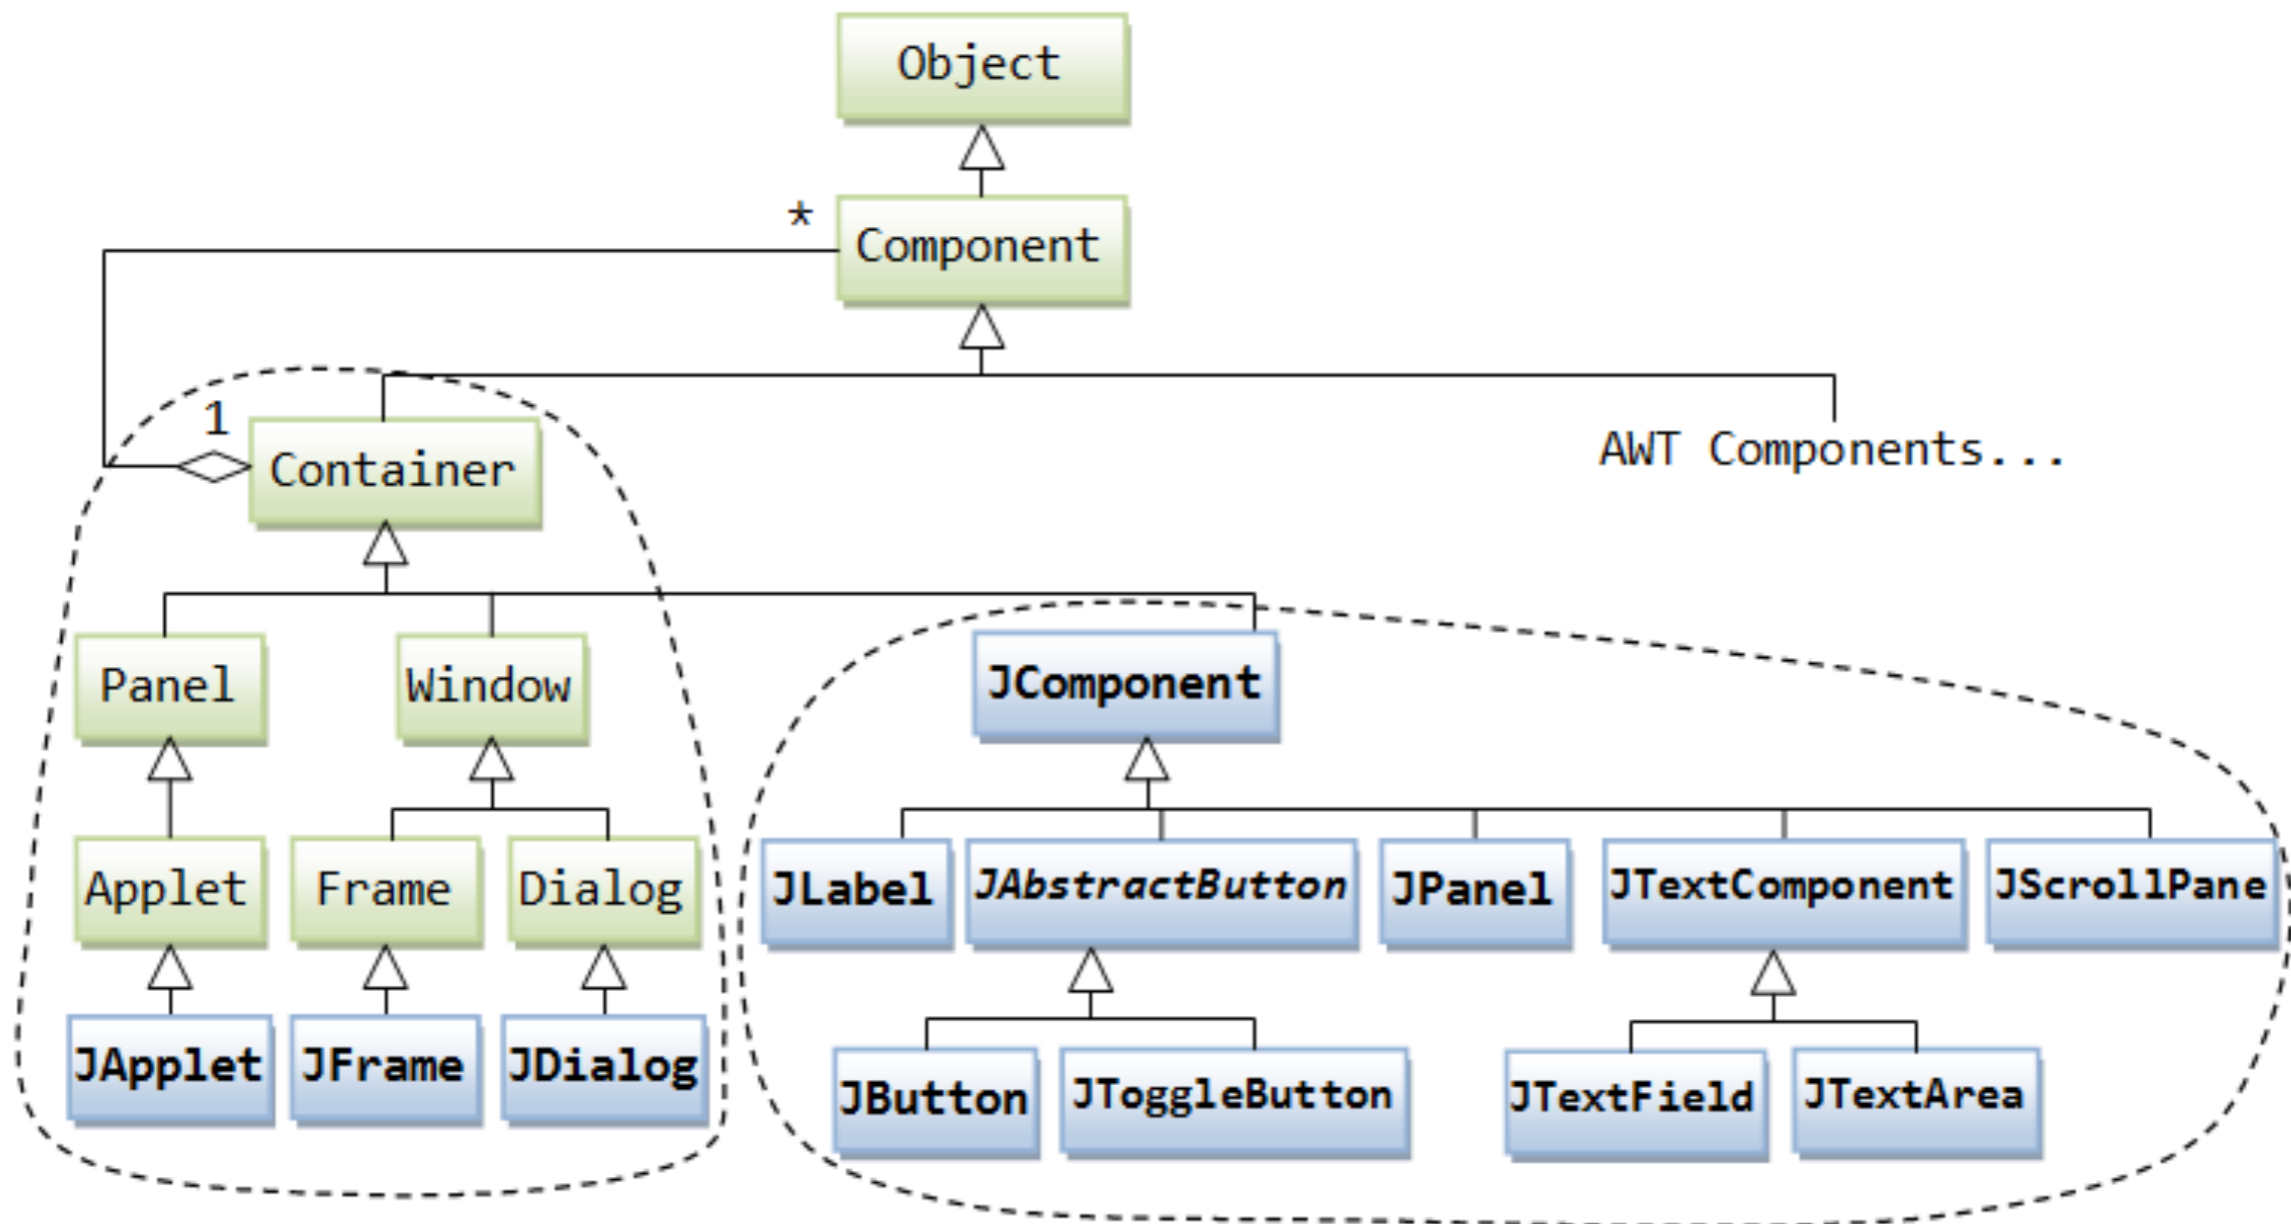 Object
*
Component
1
Container
AWT Components...
Panel
Window
JComponent
Applet
Frame
Dialog
JLabel
JAbstractButton
JPanel
JTextComponent
JScrollPane
JApplet
JFrame
JDialog
JButton
JToggleButton
JTextField
JTextArea